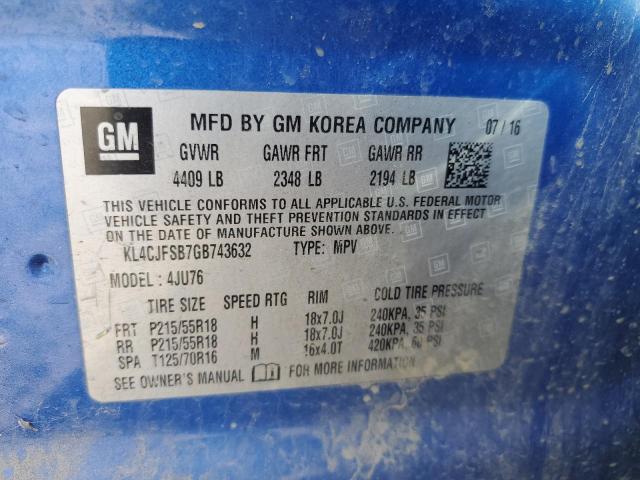 GM MFD BY GM KOREA COMPANY 07 / 16
GVWR GAWR FRT GAWR RR
4409 LB 2348 LB 2194 LB
THIS VEHICLE CONFORMS TO ALL APPLICABLE U.S. FEDERAL MOTOR
VEHICLE SAFETY AND THEFT PREVENTION STANDARDS IN EFFECT
ON THE DATE OF MANUFACTURE SHOWN ABOVE.
KL4CJFSB7GB743632 TYPE: MPV
MODEL: 4JU76
TIRE SIZE SPEED RTG RIM COLD TIRE PRESSURE
FRT P215/55R18 H 18x7.0J 240KPA, 35 PSI
RR P215/55R18 H 18x7.0J 240KPA, 35 PSI
SPA T125/70R16 M 16x4.0T 420KPA, 60 PSI
SEE OWNER'S MANUAL FOR MORE INFORMATION